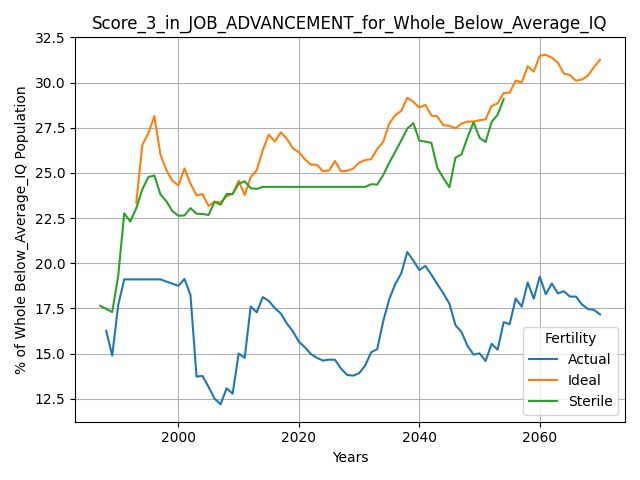 Score_3_in_JOB_ADVANCEMENT_for_Whole_Below_Average_IQ
% of Whole Below_Average_IQ Population
32.5
30.0
27.5
25.0
22.5
20.0
17.5
15.0
12.5
2000
2020
2040
2060
Years
Fertility
Actual
Ideal
Sterile